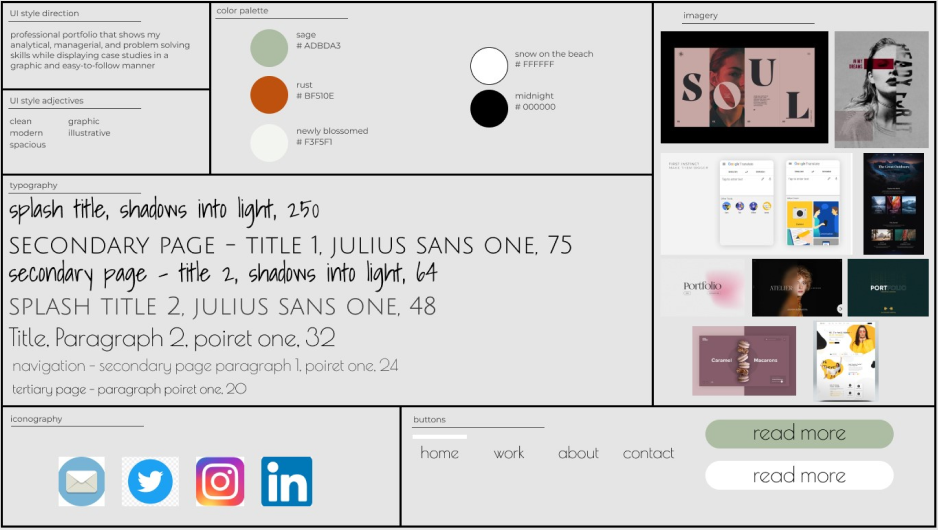 UI style direction
professional portfolio that shows my
analytical, managerial, and problem solving
skills while displaying case studies in a
graphic and easy-to-follow manner
UI style adjectives
clean graphic
modern illustrative
spacious
color palette
sage
# ADBDA3
rust
# BF510E
newly blossomed
# F3F5F1
snow on the beach
# FFFFFF
midnight
# 000000
typography
splash title, shadows into light, 250
SECONDARY PAGE - TITLE 1, JULIUS SANS ONE, 75
secondary page - title 2, shadows into light, 64
SPLASH TITLE 2, JULIUS SANS ONE, 48
Title, Paragraph 2, poiret one, 32
navigation - secondary page paragraph 1, poiret one, 24
tertiary page - paragraph poiret one, 20
imagery
SOUL
IN MY
DREAMS
Portfolio
ATELIER
PORTFOLIO
Caramel Macarons
iconography
in
buttons
home work about contact
read more
read more